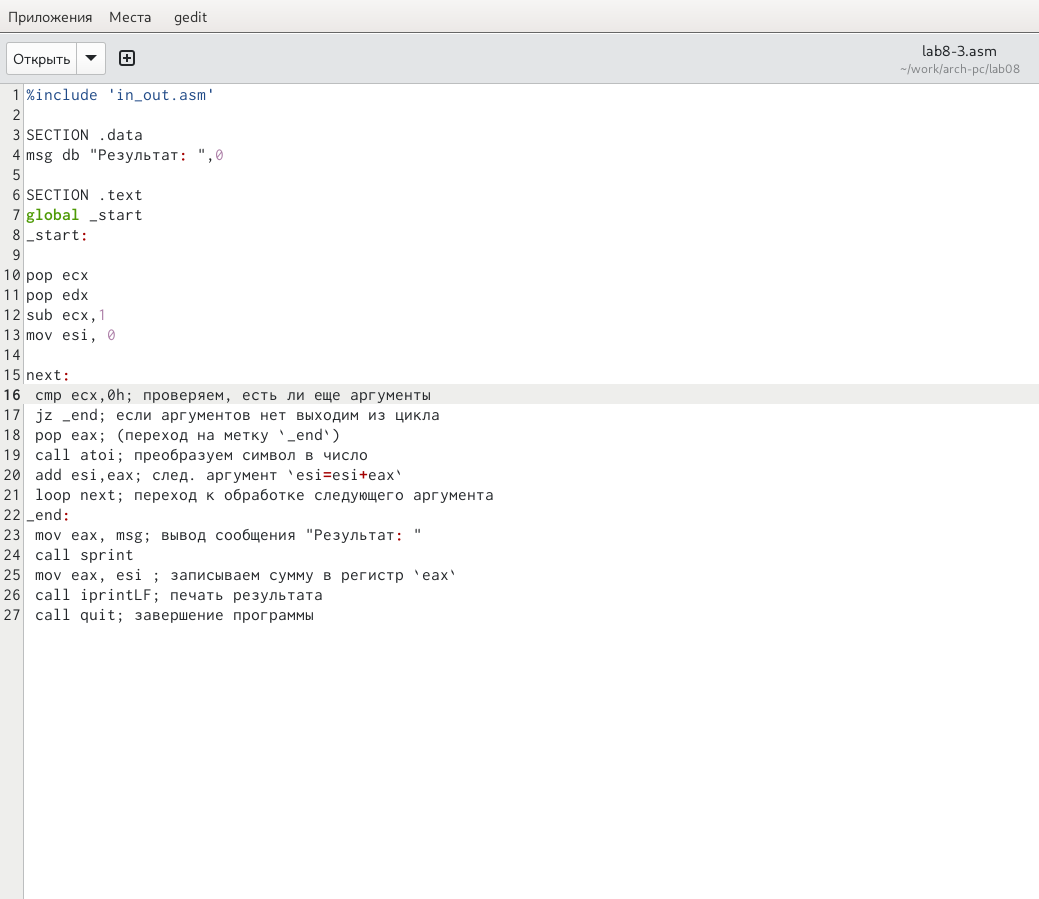 Приложения Места gedit
Открыть
lab8-3.asm
~/work/arch-pc/lab08
1 %include 'in_out.asm'
2
3 SECTION .data
4 msg db "Результат: ",0
5
6 SECTION .text
7 global _start
8 _start:
9
10 pop ecx
11 pop edx
12 sub ecx,1
13 mov esi, 0
14
15 next:
16 cmp ecx,0h; проверяем, есть ли еще аргументы
17 jz _end; если аргументов нет выходим из цикла
18 pop eax; (переход на метку `_end`)
19 call atoi; преобразуем символ в число
20 add esi,eax; след. аргумент `esi=esi+eax`
21 loop next; переход к обработке следующего аргумента
22 _end:
23 mov eax, msg; вывод сообщения "Результат: "
24 call sprint
25 mov eax, esi ; записываем сумму в регистр `eax`
26 call iprintLF; печать результата
27 call quit; завершение программы